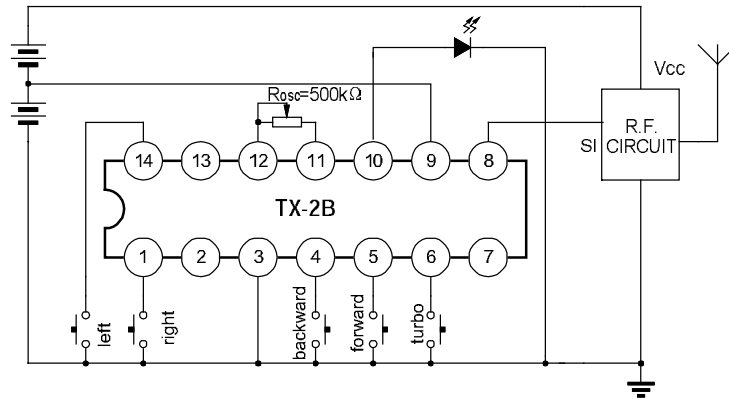 Vcc
Rosc=500kΩ
R.F.
SI CIRCUIT
14 13 12 11 10 9 8
TX-2B
1 2 3 4 5 6 7
left
right
backward
forward
turbo